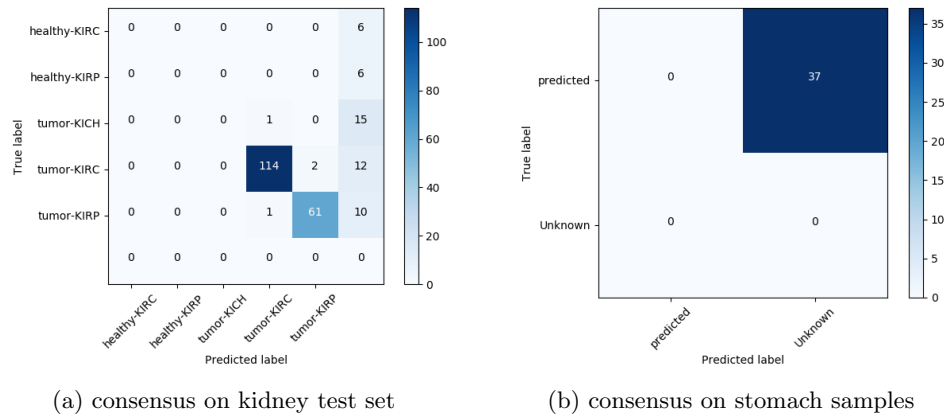 healthy-KIRC 0 0 0 0 0 6
healthy-KIRP 0 0 0 0 0 6
tumor-KICH 0 0 0 1 0 15
tumor-KIRC 0 0 0 114 2 12
tumor-KIRP 0 0 0 1 61 10
0 0 0 0 0 0
True label
healthy-KIRC healthy-KIRP tumor-KICH tumor-KIRC tumor-KIRP
Predicted label
100
80
60
40
20
0
(a) consensus on kidney test set
predicted 0 37
Unknown 0 0
True label
predicted Unknown
Predicted label
35
30
25
20
15
10
5
0
(b) consensus on stomach samples